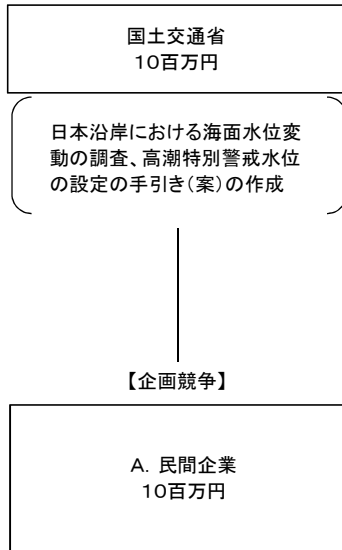 国土交通省
10百万円
日本沿岸における海面水位変
動の調査、高潮特別警戒水位
の設定の手引き(案)の作成
【企画競争】
A. 民間企業
10百万円